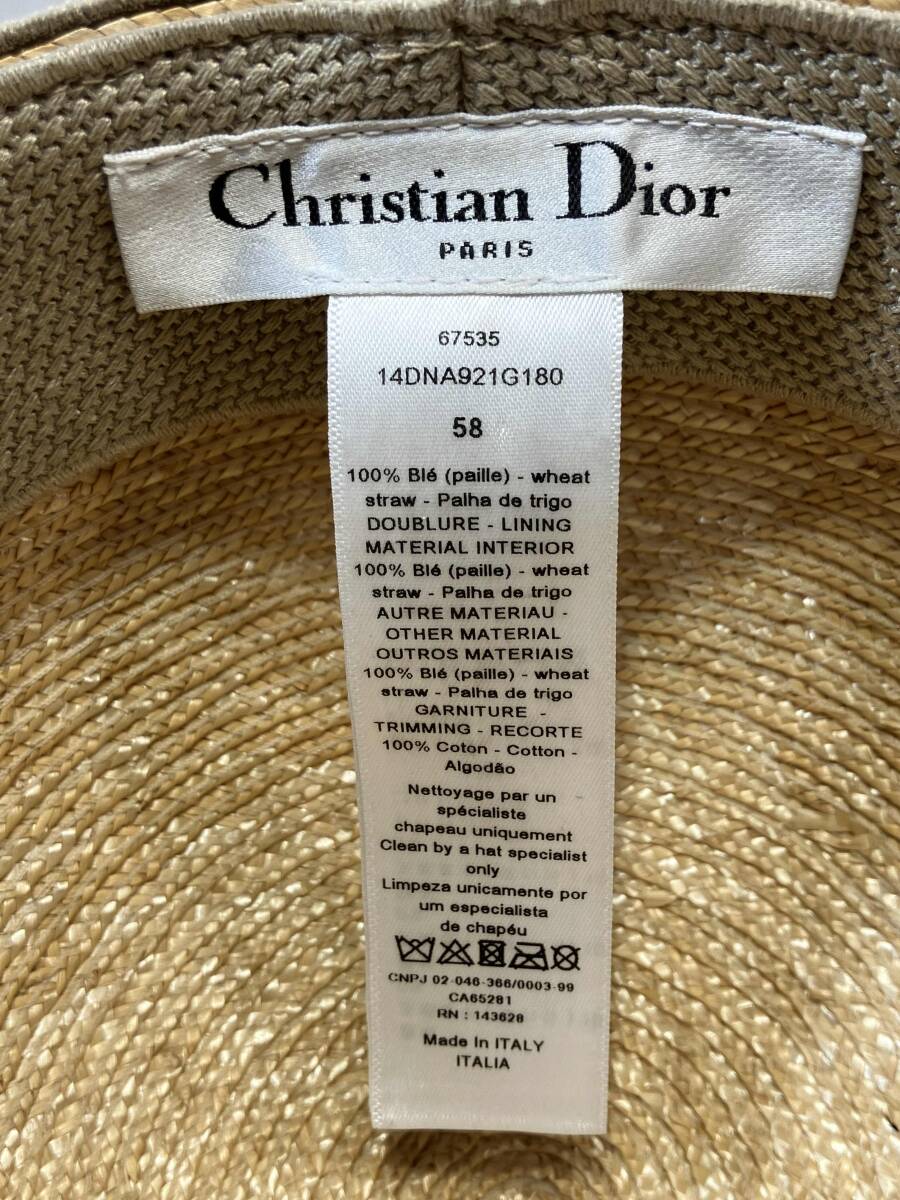 Christian Dior
PARIS
67535
14DNA921G180
58
100% Blé (paille) - wheat
straw - Palha de trigo
DOUBLURE - LINING
MATERIAL INTERIOR
100% Blé (paille) - wheat
straw - Palha de trigo
AUTRE MATERIAU -
OTHER MATERIAL
OUTROS MATERIAIS
100% Blé (paille) - wheat
straw - Palha de trigo
GARNITURE -
TRIMMING - RECORTE
100% Coton - Cotton -
Algodão
Nettoyage par un
spécialiste
chapeau uniquement
Clean by a hat specialist
only
Limpeza unicamente por
um especialista
de chapéu
CNPJ 02-046-366/0003-99
CA65281
RN : 143628
Made In ITALY
ITALIA